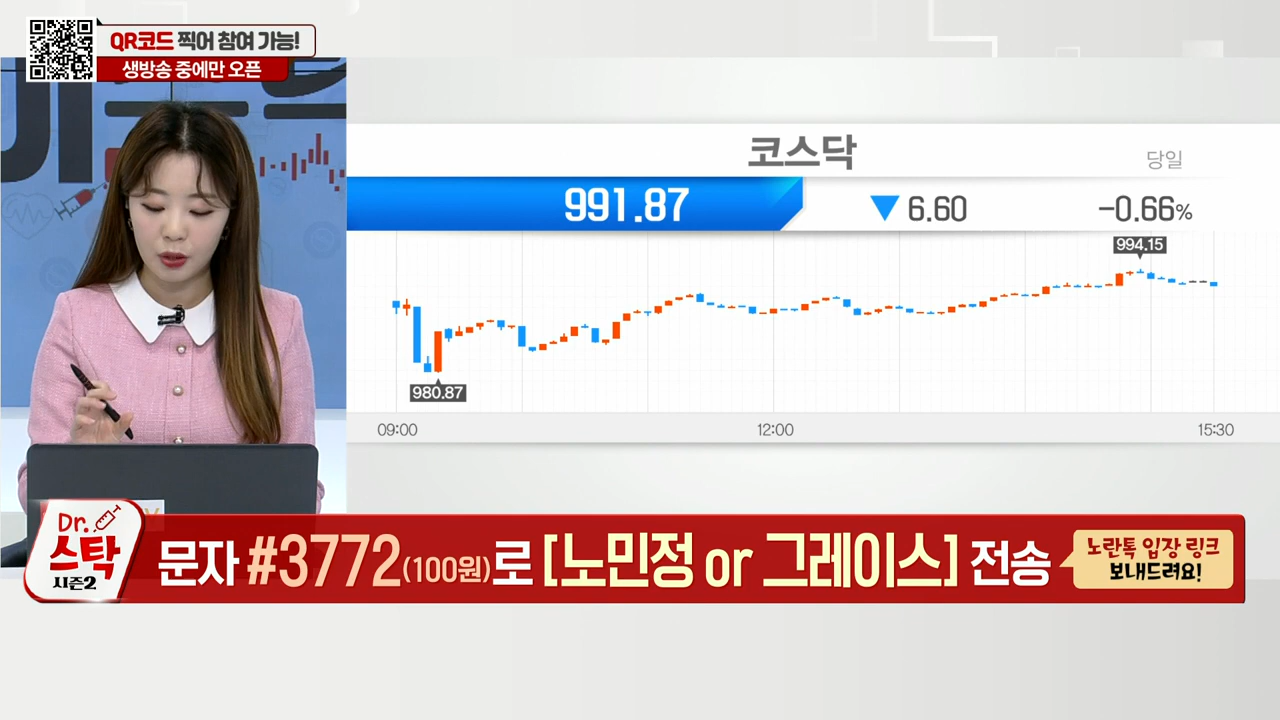 QR코드 찍어 참여 가능!
생방송 중에만 오픈
코스닥
당일
991.87
▼ 6.60
-0.66%
994.15
980.87
09:00
12:00
15:30
Dr.
스탁
시즌2
문자 #3772(100원)로 [노민정 or 그레이스] 전송
노란톡 입장 링크
보내드려요!